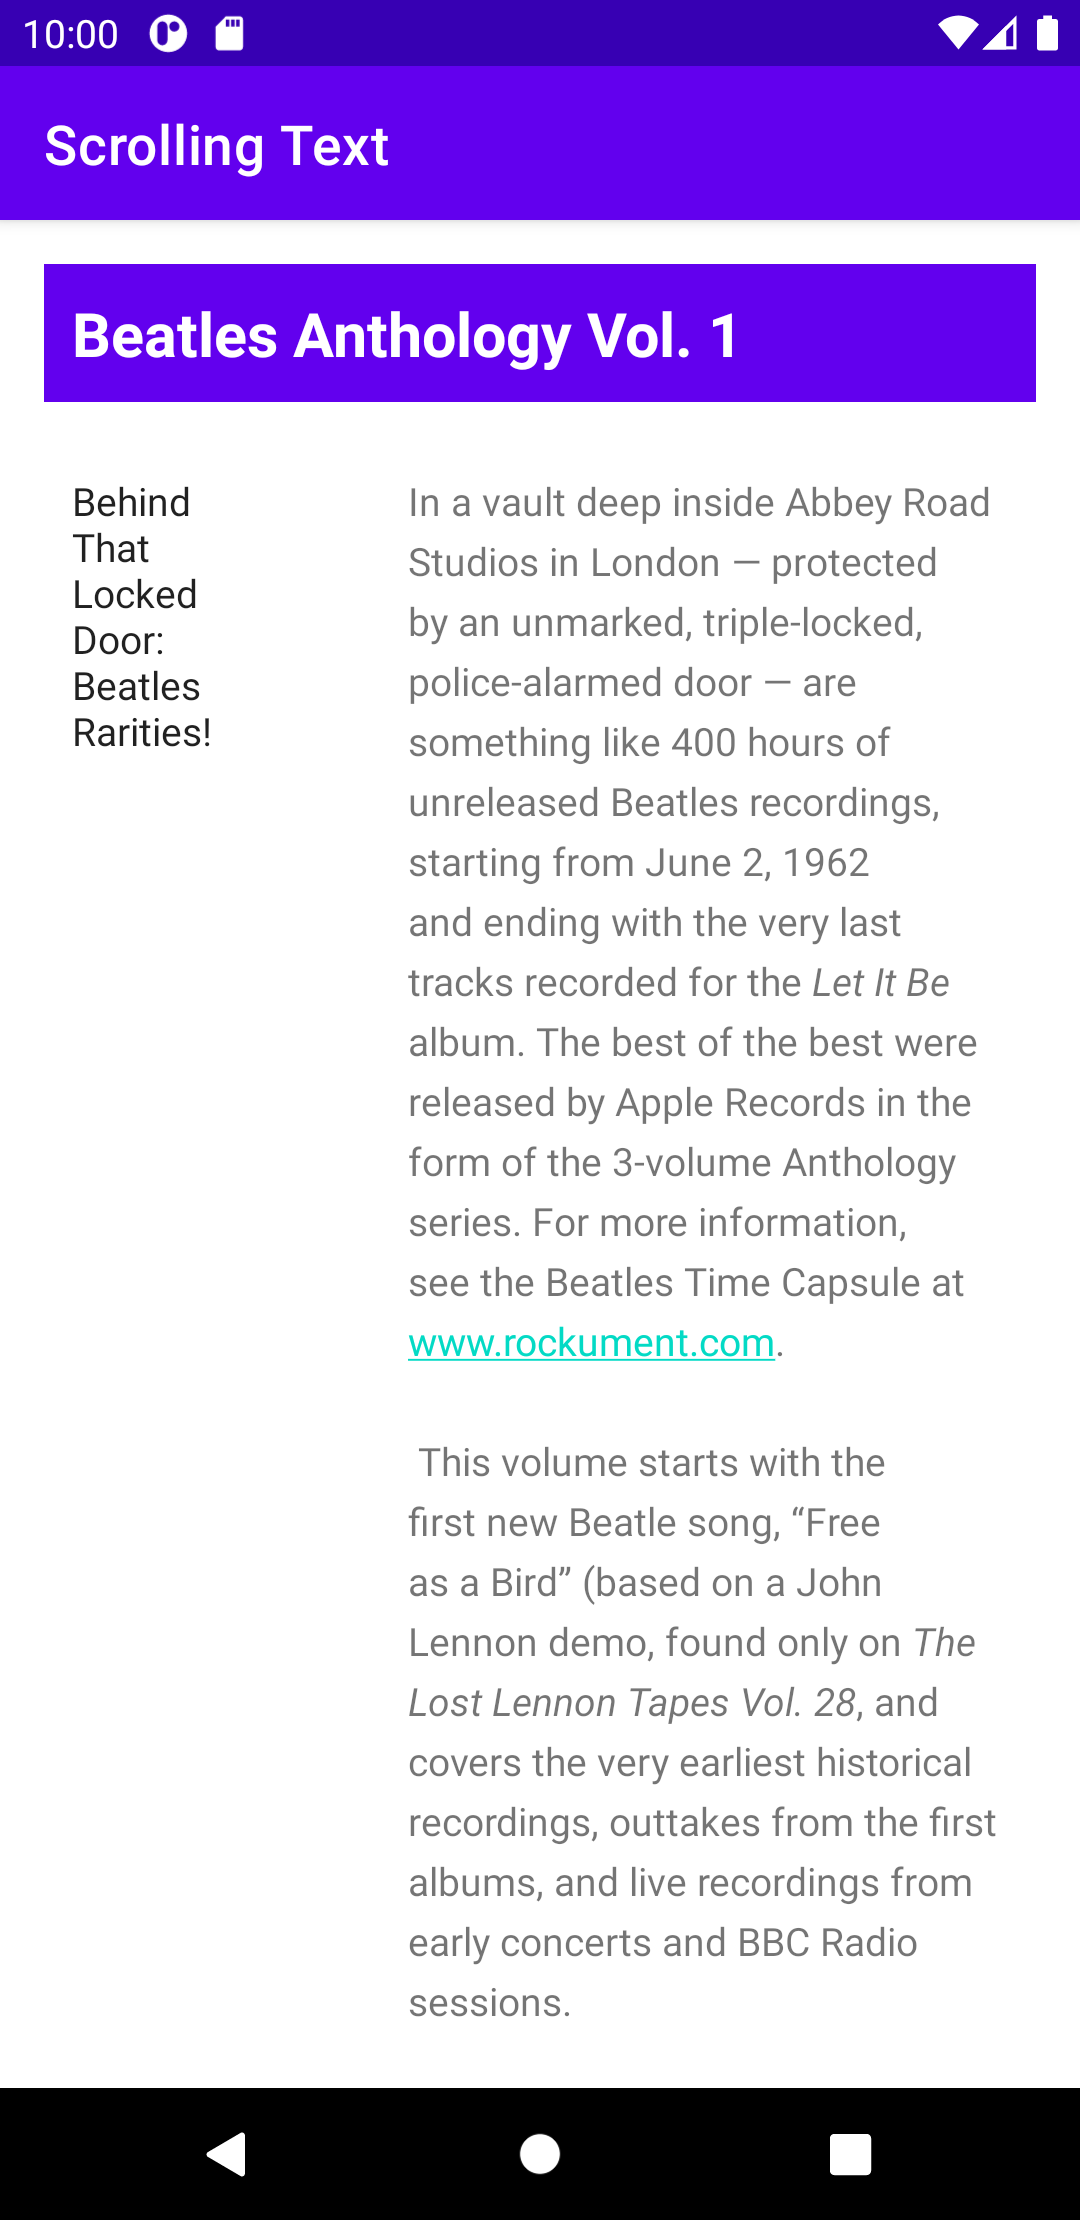 10:00
Scrolling Text
Beatles Anthology Vol. 1
Behind
That
Locked
Door:
Beatles
Rarities!
In a vault deep inside Abbey Road
Studios in London — protected
by an unmarked, triple-locked,
police-alarmed door — are
something like 400 hours of
unreleased Beatles recordings,
starting from June 2, 1962
and ending with the very last
tracks recorded for the Let It Be
album. The best of the best were
released by Apple Records in the
form of the 3-volume Anthology
series. For more information,
see the Beatles Time Capsule at
www.rockument.com.
This volume starts with the
first new Beatle song, “Free
as a Bird” (based on a John
Lennon demo, found only on The
Lost Lennon Tapes Vol. 28, and
covers the very earliest historical
recordings, outtakes from the first
albums, and live recordings from
early concerts and BBC Radio
sessions.